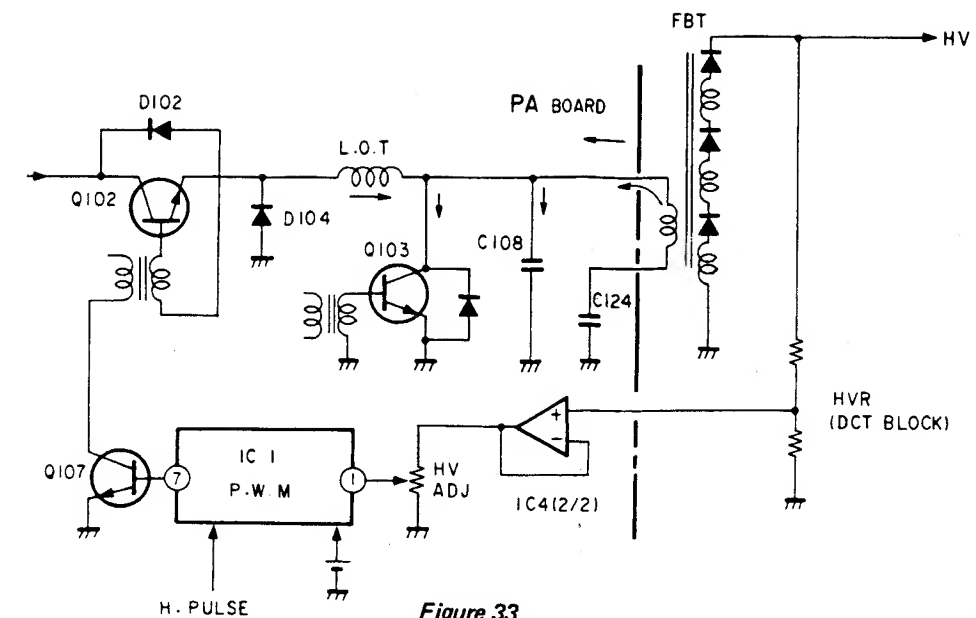 FBT
HV
D102
PA BOARD
L.O.T
Q102
D104
Q103
C108
C124
HVR
(DCT BLOCK)
Q107
7
IC 1
P.W.M
1
HV
ADJ
+
-
IC4(2/2)
H. PULSE
Figure 33